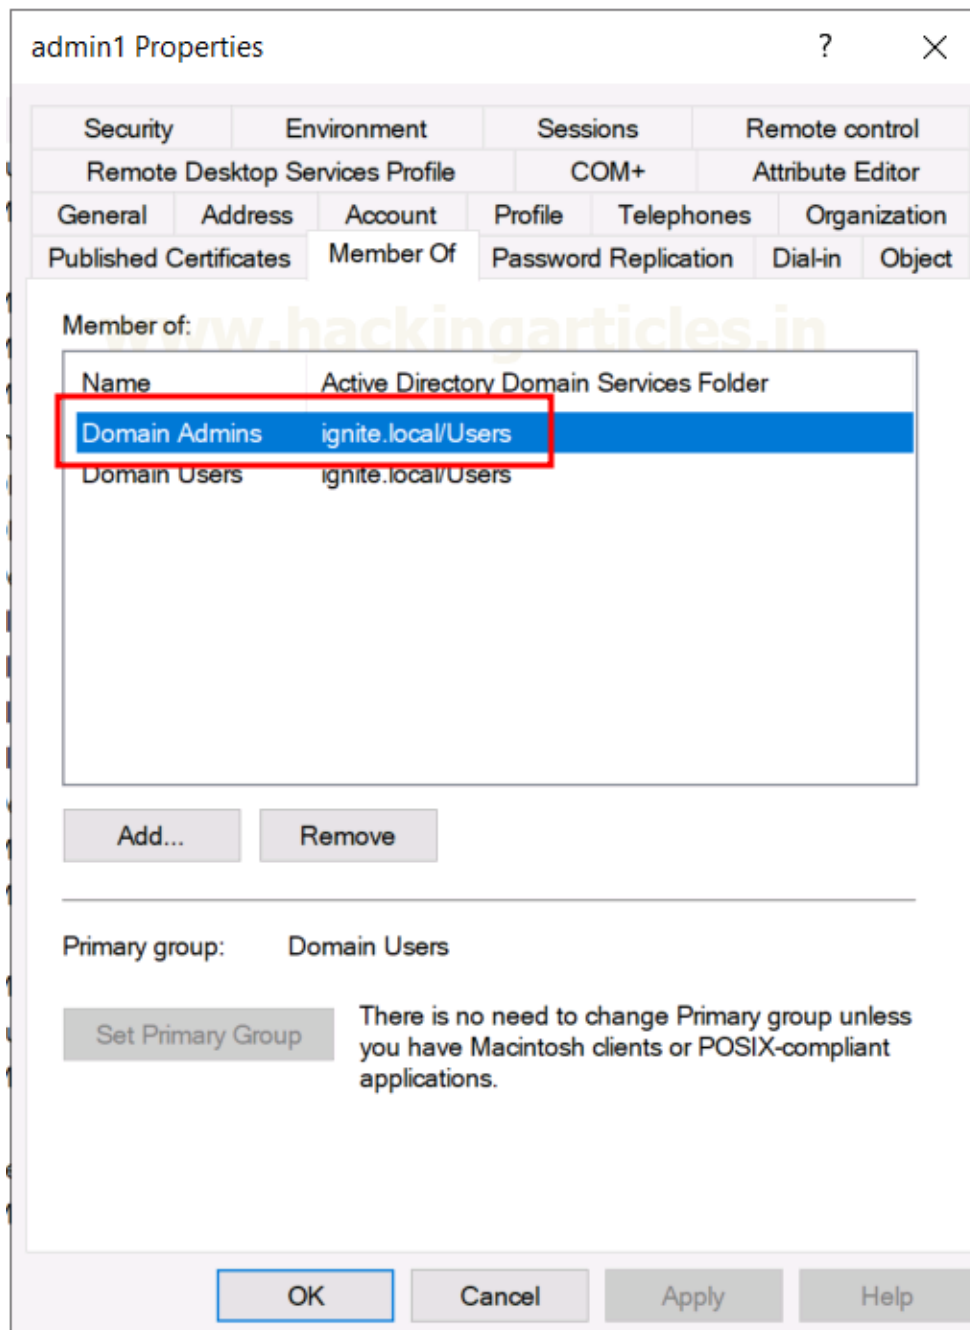 admin1 Properties ?
Security Environment Sessions Remote control
Remote Desktop Services Profile COM+ Attribute Editor
General Address Account Profile Telephones Organization
Published Certificates Member Of Password Replication Dial-in Object
www.hackingarticles.in
Member of:
Name Active Directory Domain Services Folder
Domain Admins ignite.local/Users
Domain Users ignite.local/Users
Add... Remove
Primary group: Domain Users
Set Primary Group
There is no need to change Primary group unless
you have Macintosh clients or POSIX-compliant
applications.
OK Cancel Apply Help